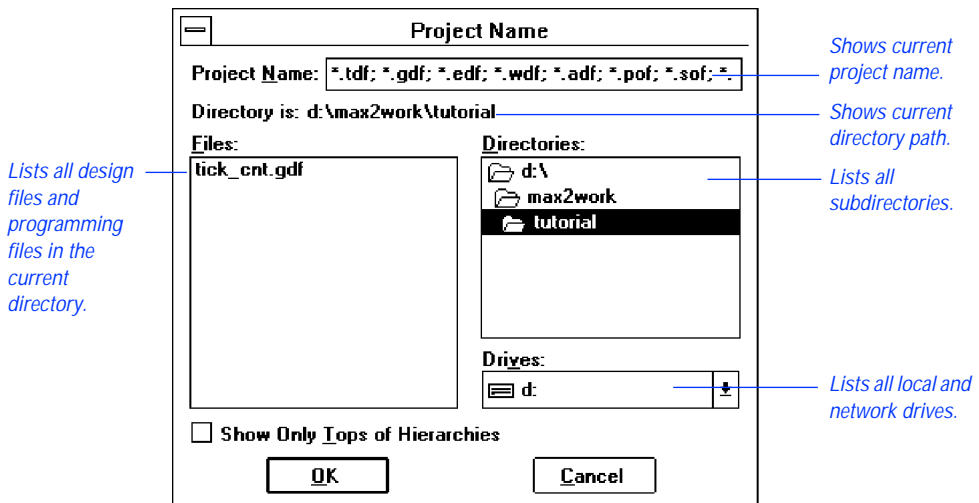 Project Name
Project Name: *.tdf; *.gdf; *.edf; *.wdf; *.adf; *.pof; *.sof; *.
Shows current
project name.
Directory is: d:\max2work\tutorial
Shows current
directory path.
Files:
tick_cnt.gdf
Lists all design
files and
programming
files in the
current
directory.
Directories:
d:\
max2work
tutorial
Lists all
subdirectories.
Drives:
d:
Lists all local and
network drives.
Show Only Tops of Hierarchies
OK
Cancel